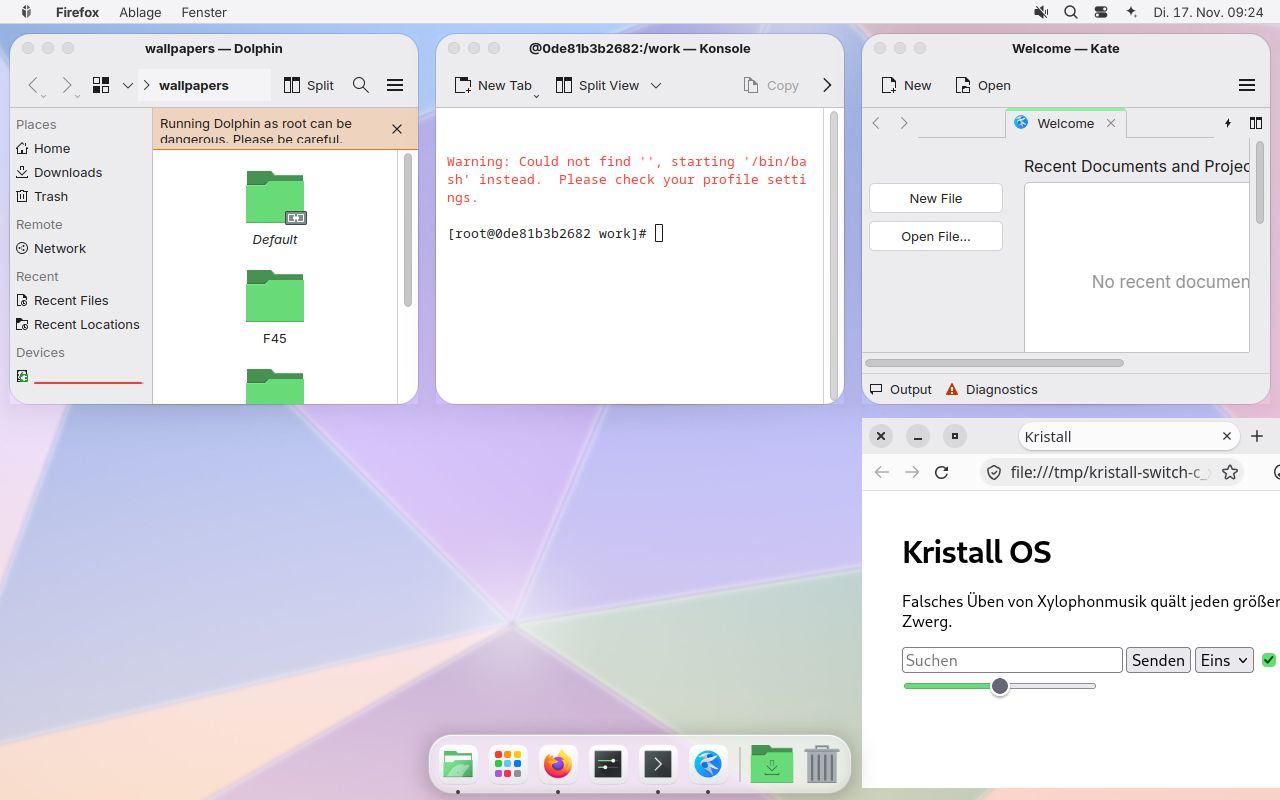 Firefox Ablage Fenster Di. 17. Nov. 09:24
wallpapers — Dolphin
wallpapers Split
Places
Home
Downloads
Trash
Remote
Network
Recent
Recent Files
Recent Locations
Devices
Running Dolphin as root can be
dangerous. Please be careful.
Default
F45
@0de81b3b2682:/work — Konsole
New Tab Split View Copy
Warning: Could not find '', starting '/bin/ba
sh' instead.  Please check your profile setti
ngs.
[root@0de81b3b2682 work]#
Welcome — Kate
New Open
Welcome
Recent Documents and Projec
New File
Open File...
No recent documen
Output Diagnostics
Kristall
file:///tmp/kristall-switch-c_
Kristall OS
Falsches Üben von Xylophonmusik quält jeden größer
Zwerg.
Suchen Senden Eins